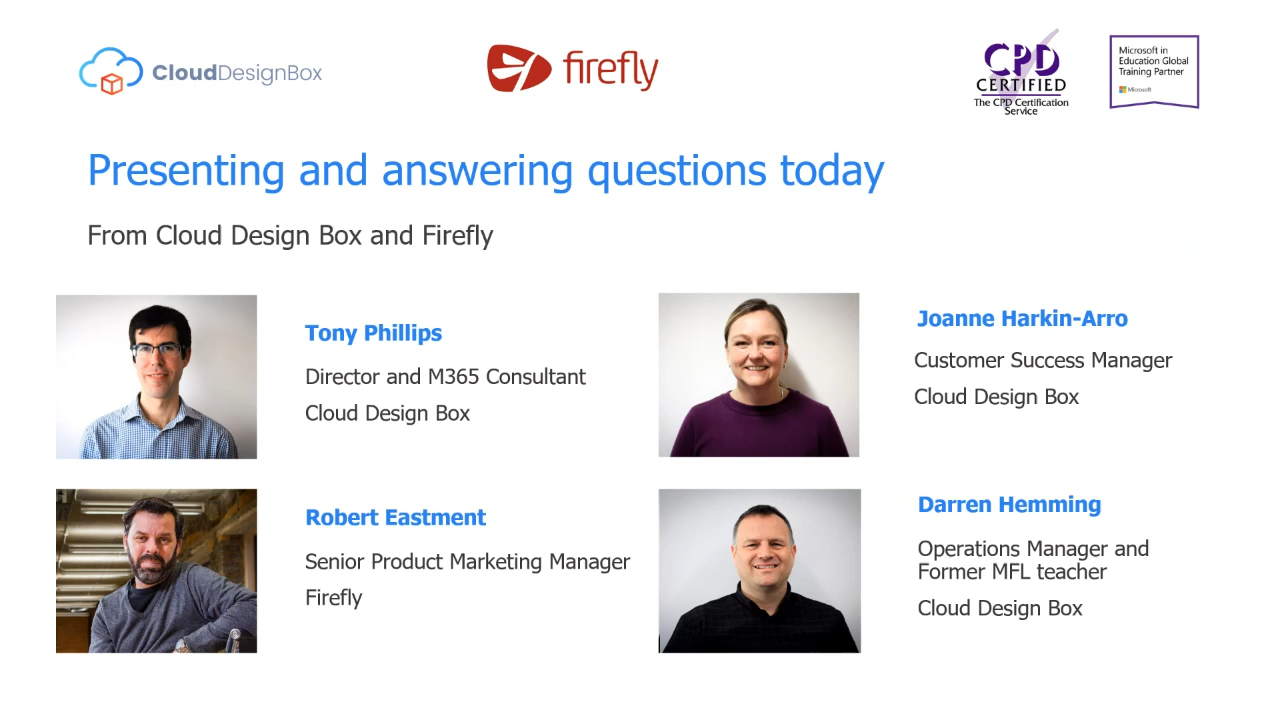 CloudDesignBox
firefly
CPD
CERTIFIED
The CPD Certification
Service
Microsoft in
Education Global
Training Partner
Microsoft
Presenting and answering questions today
From Cloud Design Box and Firefly
Tony Phillips
Director and M365 Consultant
Cloud Design Box
Joanne Harkin-Arro
Customer Success Manager
Cloud Design Box
Robert Eastment
Senior Product Marketing Manager
Firefly
Darren Hemming
Operations Manager and
Former MFL teacher
Cloud Design Box